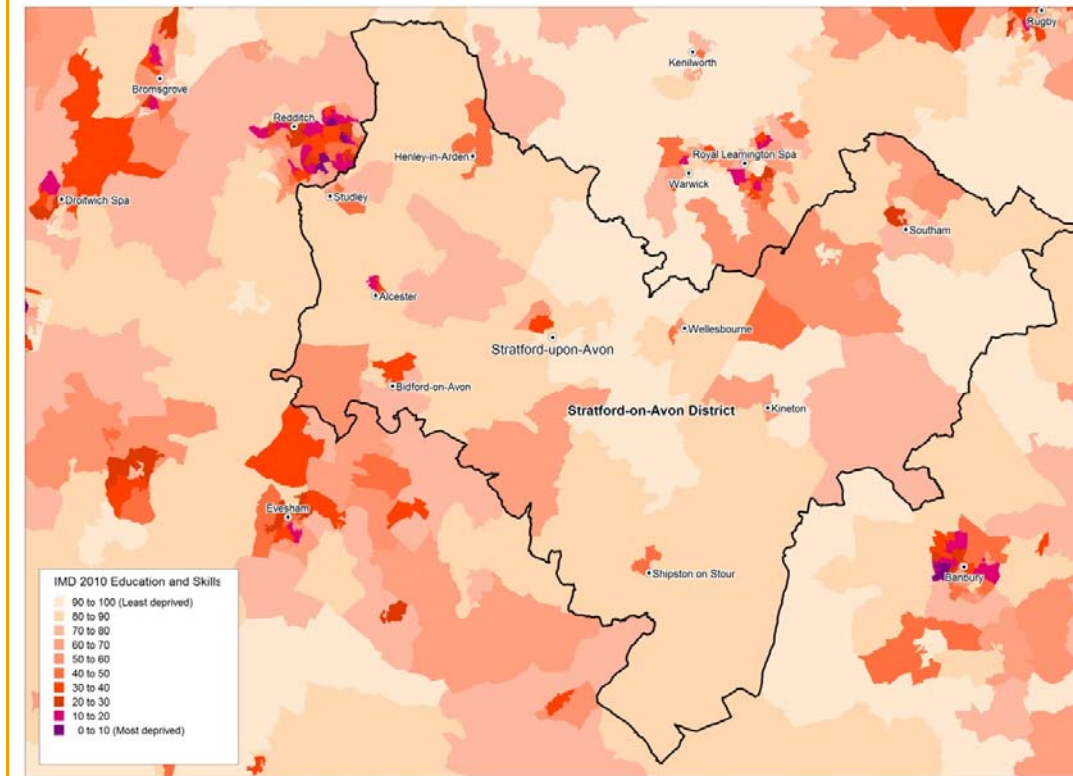 Rugby
Kenilworth
Bromsgrove
Redditch
Henley-in-Arden
Royal Leamington Spa
Warwick
Droitwich Spa
Studley
Southam
Alcester
Wellesbourne
Stratford-upon-Avon
Bidford-on-Avon
Stratford-on-Avon District
Kineton
Evesham
Shipston on Stour
Banbury
IMD 2010 Education and Skills
90 to 100 (Least deprived)
80 to 90
70 to 80
60 to 70
50 to 60
40 to 50
30 to 40
20 to 30
10 to 20
0 to 10 (Most deprived)